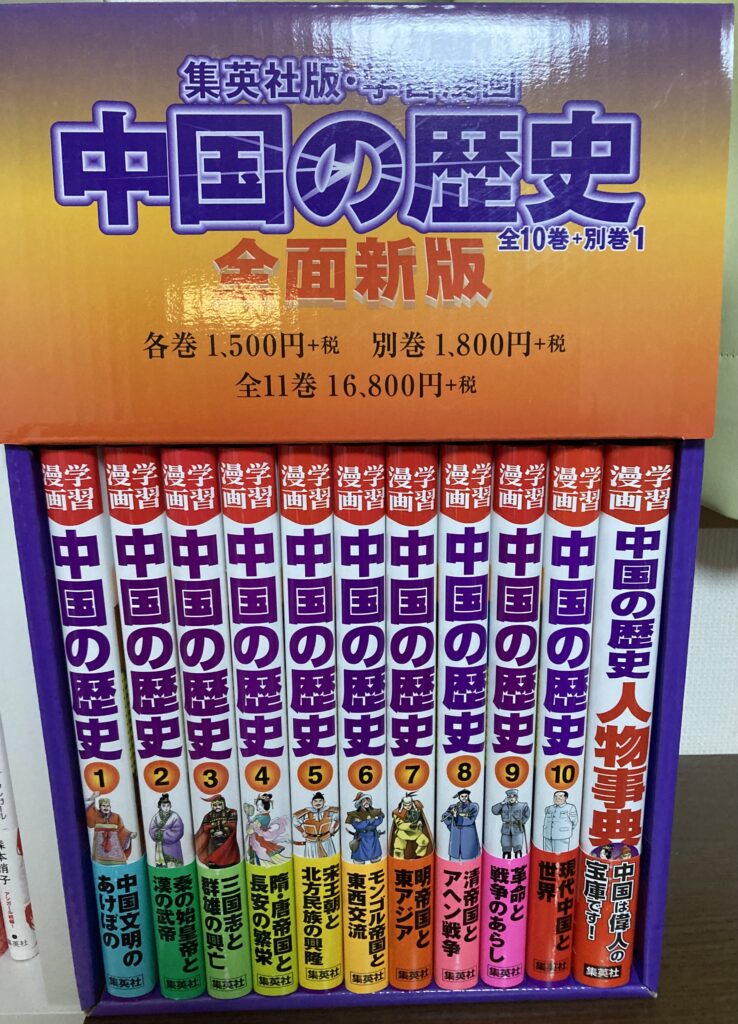 集英社版・学習漫画
中国の歴史
全10巻+別巻1
全面新版
各巻 1,500円+税 別巻 1,800円+税
全11巻 16,800円+税
学習漫画
中国の歴史
1
中国文明のあけぼの
集英社
学習漫画
中国の歴史
2
秦の始皇帝と漢の武帝
集英社
学習漫画
中国の歴史
3
三国志と群雄の興亡
集英社
学習漫画
中国の歴史
4
隋・唐帝国と長安の繁栄
集英社
学習漫画
中国の歴史
5
宋王朝と北方民族の興隆
集英社
学習漫画
中国の歴史
6
モンゴル帝国と東西交流
集英社
学習漫画
中国の歴史
7
明帝国と東アジア
集英社
学習漫画
中国の歴史
8
清帝国とアヘン戦争
集英社
学習漫画
中国の歴史
9
革命と戦争のあらし
集英社
学習漫画
中国の歴史
10
現代中国と世界
集英社
学習漫画
中国の歴史
人物事典
中国は偉人の宝庫です!
集英社
集英社